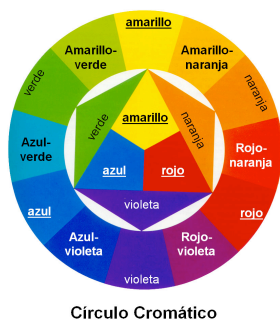 amarillo
Amarillo-
verde
Amarillo-
naranja
verde
naranja
amarillo
verde
naranja
Azul-
verde
azul
rojo
Rojo-
naranja
azul
violeta
rojo
Azul-
violeta
Rojo-
violeta
violeta
Círculo Cromático